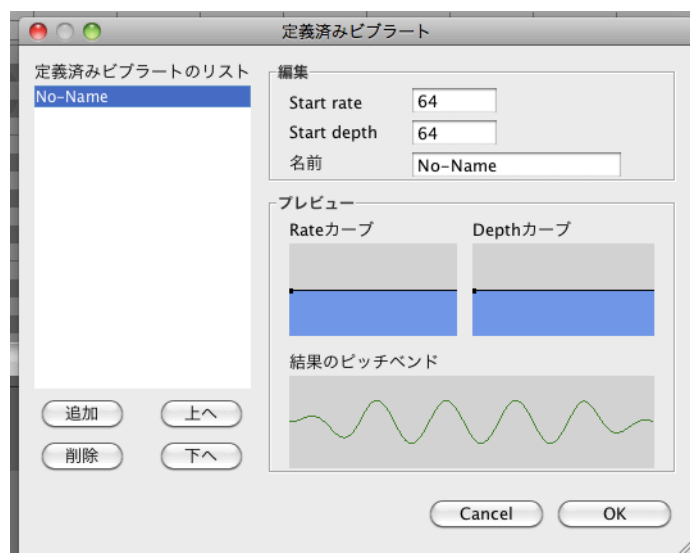 定義済みビブラート
定義済みビブラートのリスト
No-Name
追加
上へ
削除
下へ
編集
Start rate
64
Start depth
64
名前
No-Name
プレビュー
Rateカーブ
Depthカーブ
結果のピッチベンド
Cancel
OK